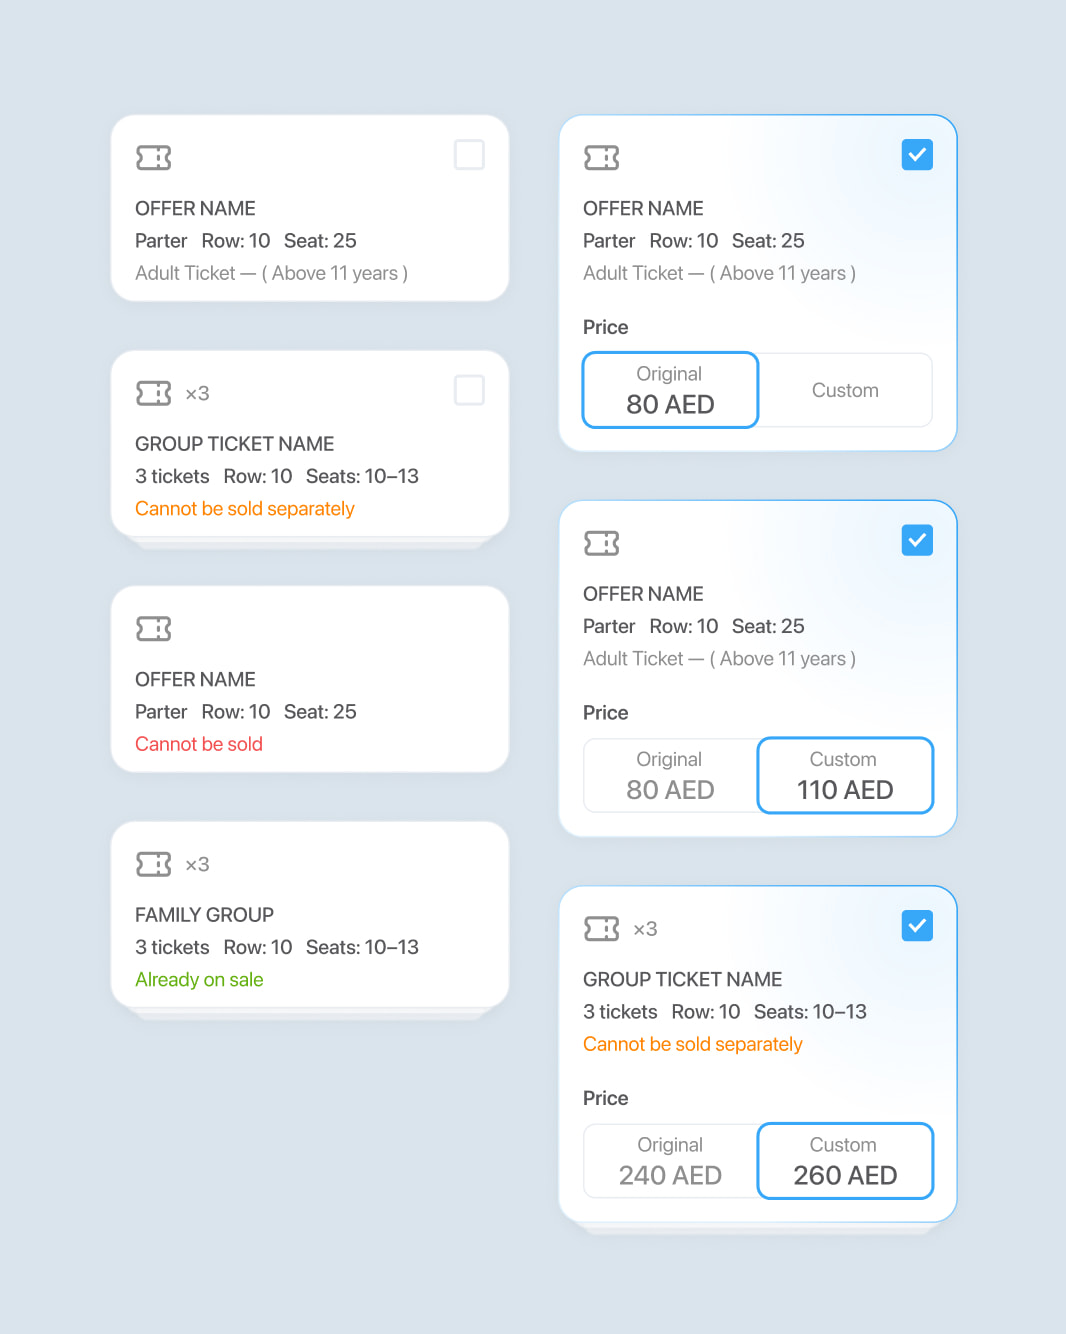 OFFER NAME
Parter Row: 10 Seat: 25
Adult Ticket — ( Above 11 years )
×3
GROUP TICKET NAME
3 tickets Row: 10 Seats: 10–13
Cannot be sold separately
OFFER NAME
Parter Row: 10 Seat: 25
Cannot be sold
×3
FAMILY GROUP
3 tickets Row: 10 Seats: 10–13
Already on sale
OFFER NAME
Parter Row: 10 Seat: 25
Adult Ticket — ( Above 11 years )
Price
Original
80 AED
Custom
OFFER NAME
Parter Row: 10 Seat: 25
Adult Ticket — ( Above 11 years )
Price
Original
80 AED
Custom
110 AED
×3
GROUP TICKET NAME
3 tickets Row: 10 Seats: 10–13
Cannot be sold separately
Price
Original
240 AED
Custom
260 AED